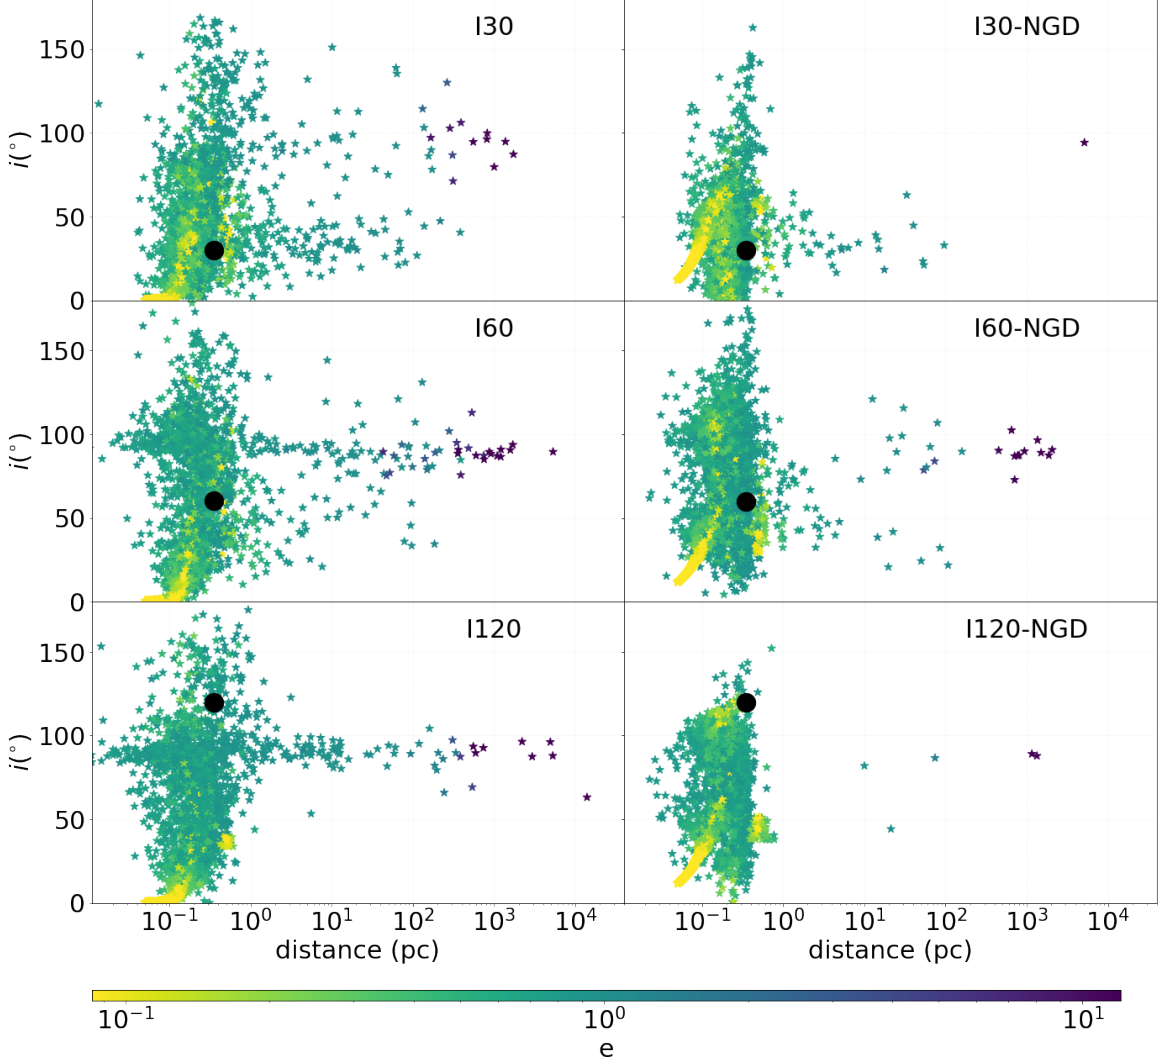 I30
I30-NGD
i(°)
150
100
50
0
I60
I60-NGD
i(°)
150
100
50
0
I120
I120-NGD
i(°)
150
100
50
0
10⁻¹ 10⁰ 10¹ 10² 10³ 10⁴
10⁻¹ 10⁰ 10¹ 10² 10³ 10⁴
distance (pc)
distance (pc)
10⁻¹ 10⁰ 10¹
e